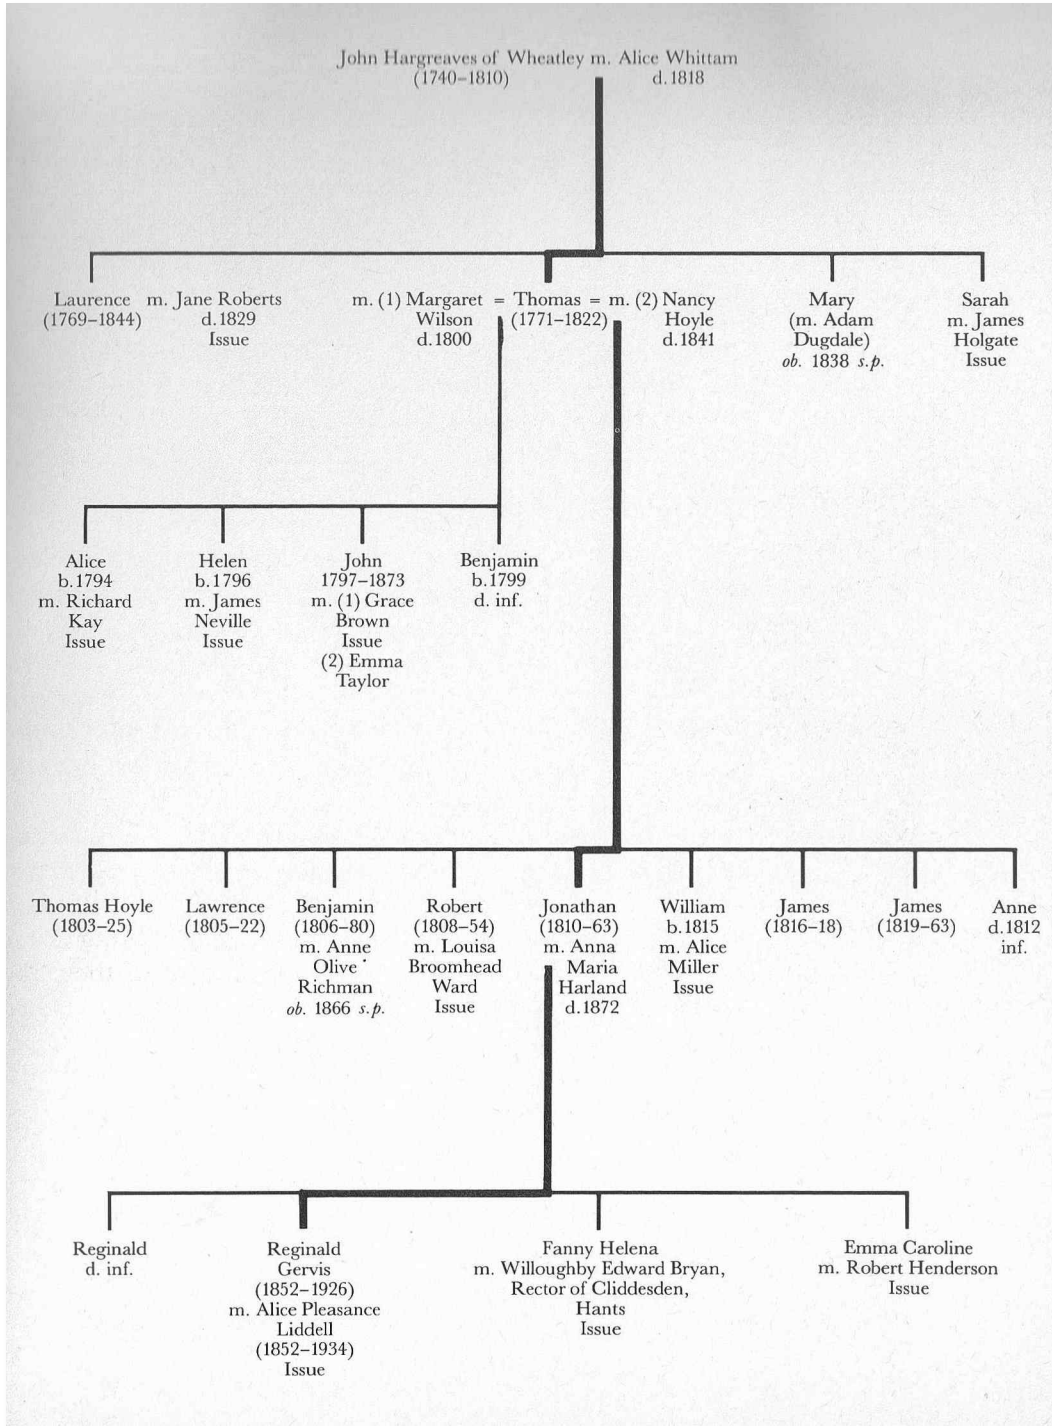 John Hargreaves of Wheatley m. Alice Whittam
(1740–1810) d.1818
Laurence m. Jane Roberts
(1769–1844) d.1829
Issue
m. (1) Margaret = Thomas = m. (2) Nancy
Wilson (1771–1822) Hoyle
d.1800 d.1841
Mary
(m. Adam
Dugdale)
ob. 1838 s.p.
Sarah
m. James
Holgate
Issue
Alice
b.1794
m. Richard
Kay
Issue
Helen
b.1796
m. James
Neville
Issue
John
1797–1873
m. (1) Grace
Brown
Issue
(2) Emma
Taylor
Benjamin
b.1799
d. inf.
Thomas Hoyle
(1803–25)
Lawrence
(1805–22)
Benjamin
(1806–80)
m. Anne
Olive
Richman
ob. 1866 s.p.
Robert
(1808–54)
m. Louisa
Broomhead
Ward
Issue
Jonathan
(1810–63)
m. Anna
Maria
Harland
d.1872
William
b.1815
m. Alice
Miller
Issue
James
(1816–18)
James
(1819–63)
Anne
d.1812
inf.
Reginald
d. inf.
Reginald
Gervis
(1852–1926)
m. Alice Pleasance
Liddell
(1852–1934)
Issue
Fanny Helena
m. Willoughby Edward Bryan,
Rector of Cliddesden,
Hants
Issue
Emma Caroline
m. Robert Henderson
Issue